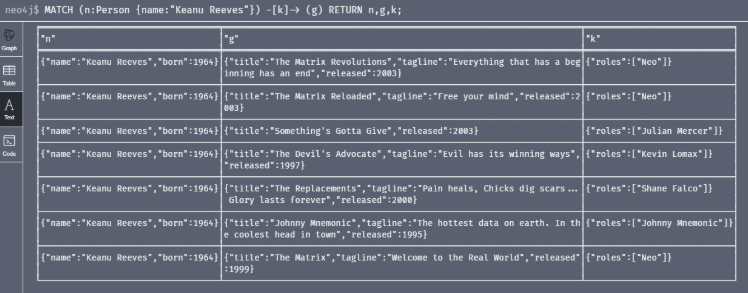 neo4j$ MATCH (n:Person {name:"Keanu Reeves"}) -[k]-> (g) RETURN n,g,k;
Graph
Table
Text
Code
"n" "g" "k"
{"name":"Keanu Reeves","born":1964} {"title":"The Matrix Revolutions","tagline":"Everything that has a beg {"roles":["Neo"]}
inning has an end","released":2003}
{"name":"Keanu Reeves","born":1964} {"title":"The Matrix Reloaded","tagline":"Free your mind","released":2 {"roles":["Neo"]}
003}
{"name":"Keanu Reeves","born":1964} {"title":"Something's Gotta Give","released":2003} {"roles":["Julian Mercer"]}
{"name":"Keanu Reeves","born":1964} {"title":"The Devil's Advocate","tagline":"Evil has its winning ways", {"roles":["Kevin Lomax"]}
"released":1997}
{"name":"Keanu Reeves","born":1964} {"title":"The Replacements","tagline":"Pain heals, Chicks dig scars... {"roles":["Shane Falco"]}
Glory lasts forever","released":2000}
{"name":"Keanu Reeves","born":1964} {"title":"Johnny Mnemonic","tagline":"The hottest data on earth. In th {"roles":["Johnny Mnemonic"]}
e coolest head in town","released":1995}
{"name":"Keanu Reeves","born":1964} {"title":"The Matrix","tagline":"Welcome to the Real World","released" {"roles":["Neo"]}
:1999}